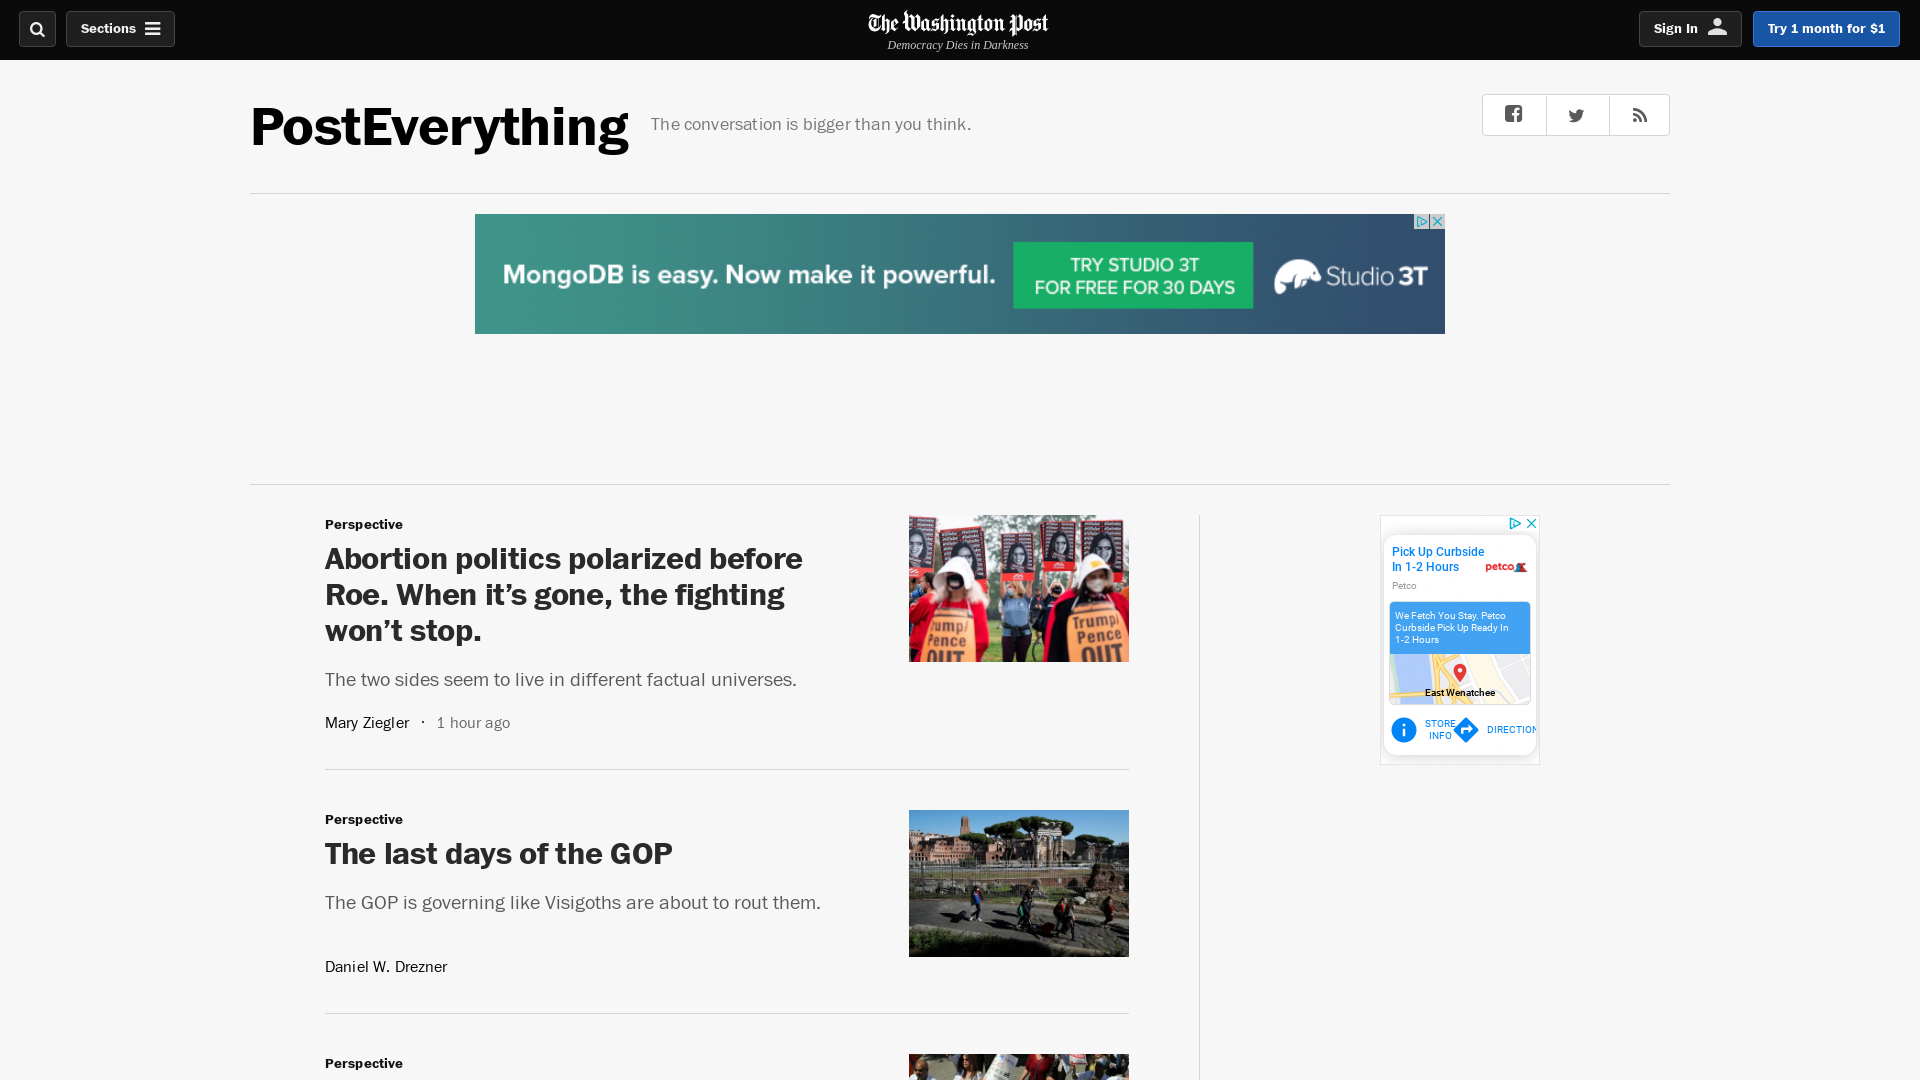 Sections
The Washington Post
Democracy Dies in Darkness
Sign In
Try 1 month for $1
PostEverything
The conversation is bigger than you think.
MongoDB is easy. Now make it powerful.
TRY STUDIO 3T
FOR FREE FOR 30 DAYS
Studio 3T
Perspective
Abortion politics polarized before
Roe. When it’s gone, the fighting
won’t stop.
The two sides seem to live in different factual universes.
Mary Ziegler · 1 hour ago
Trump/
Pence
OUT
Trump/
Pence
OUT
Pick Up Curbside
In 1-2 Hours
petco
Petco
We Fetch You Stay. Petco
Curbside Pick Up Ready In
1-2 Hours
East Wenatchee
STORE
INFO
DIRECTION
Perspective
The last days of the GOP
The GOP is governing like Visigoths are about to rout them.
Daniel W. Drezner
Perspective